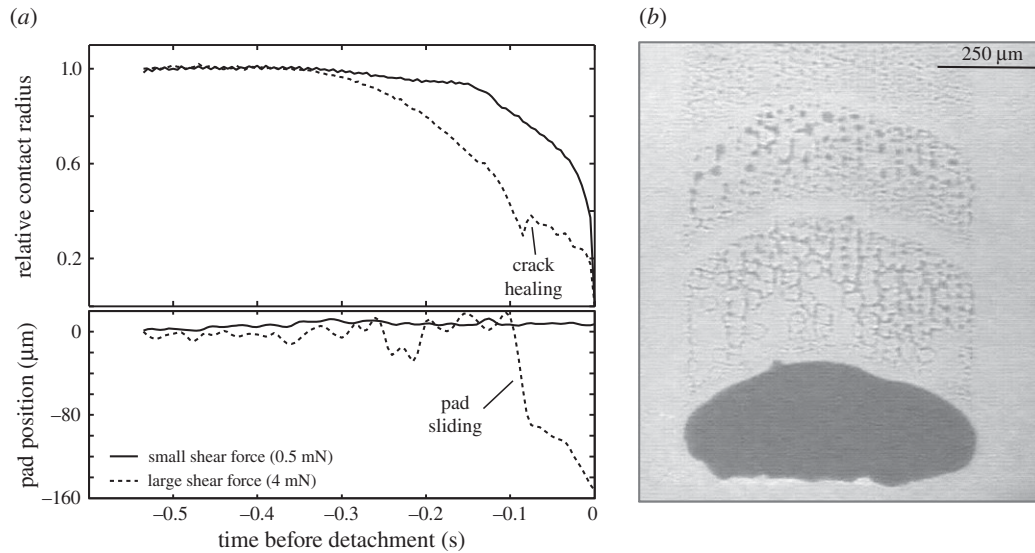 (a)
relative contact radius
1.0
0.6
0.2
crack
healing
pad position (µm)
0
−80
−160
pad
sliding
small shear force (0.5 mN)
large shear force (4 mN)
−0.5
−0.4
−0.3
−0.2
−0.1
0
time before detachment (s)
(b)
250 µm